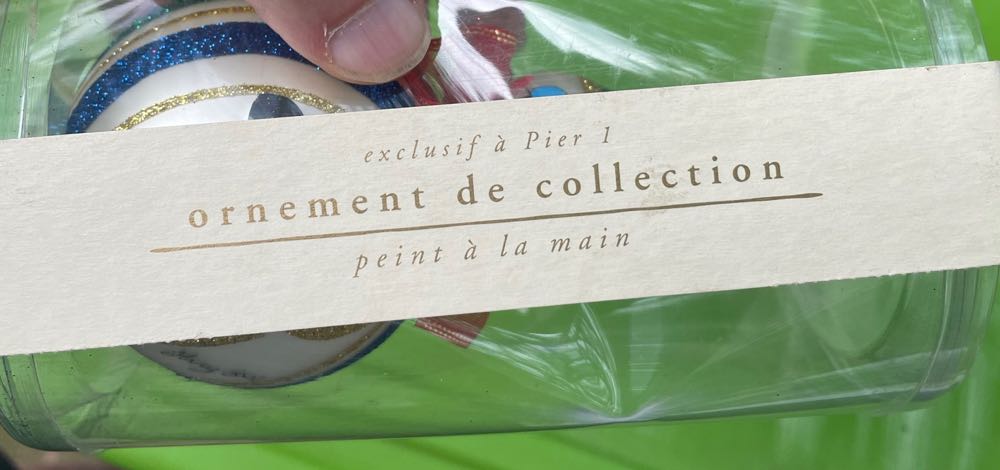 exclusif à Pier 1
ornement de collection
peint à la main